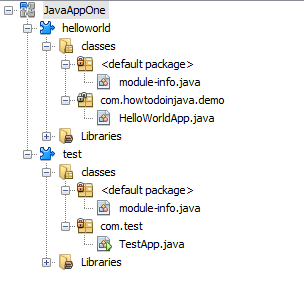 JavaAppOne
helloworld
classes
<default package>
module-info.java
com.howtodoinjava.demo
HelloWorldApp.java
Libraries
test
classes
<default package>
module-info.java
com.test
TestApp.java
Libraries